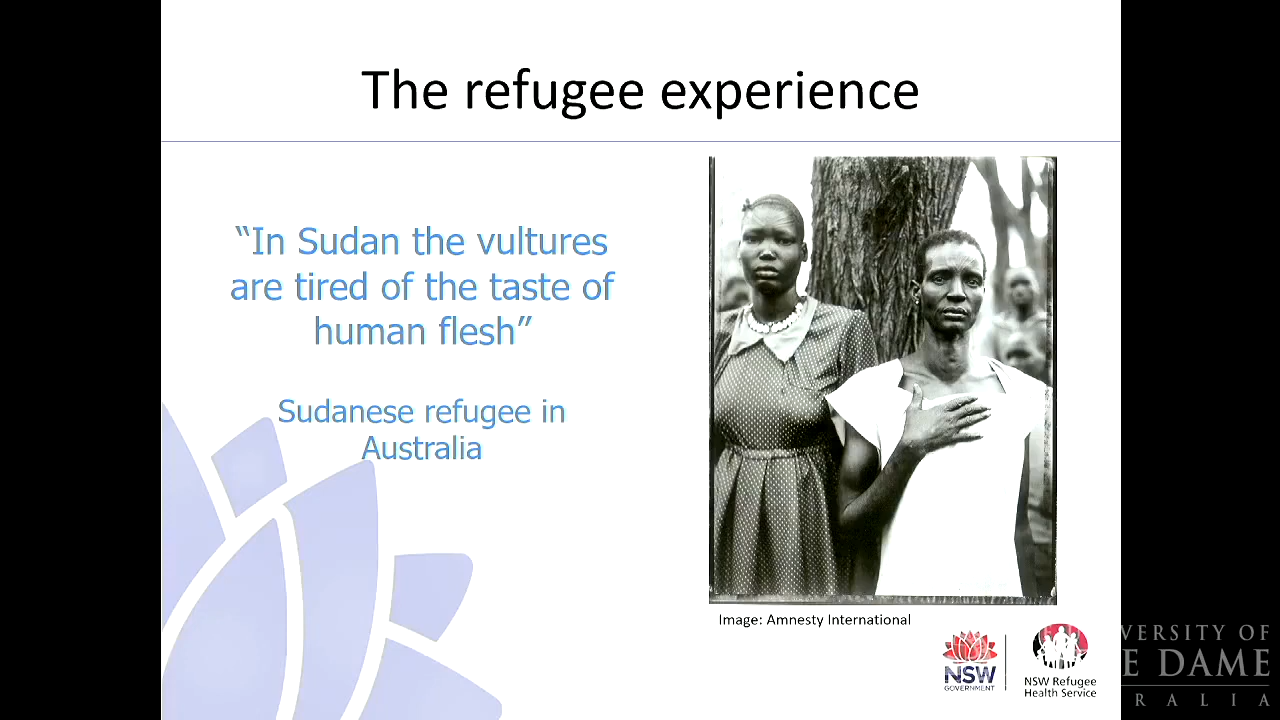 The refugee experience
“In Sudan the vultures
are tired of the taste of
human flesh”
Sudanese refugee in
Australia
Image: Amnesty International
NSW
GOVERNMENT
NSW Refugee
Health Service
VERSITY OF
E DAME
R A L I A